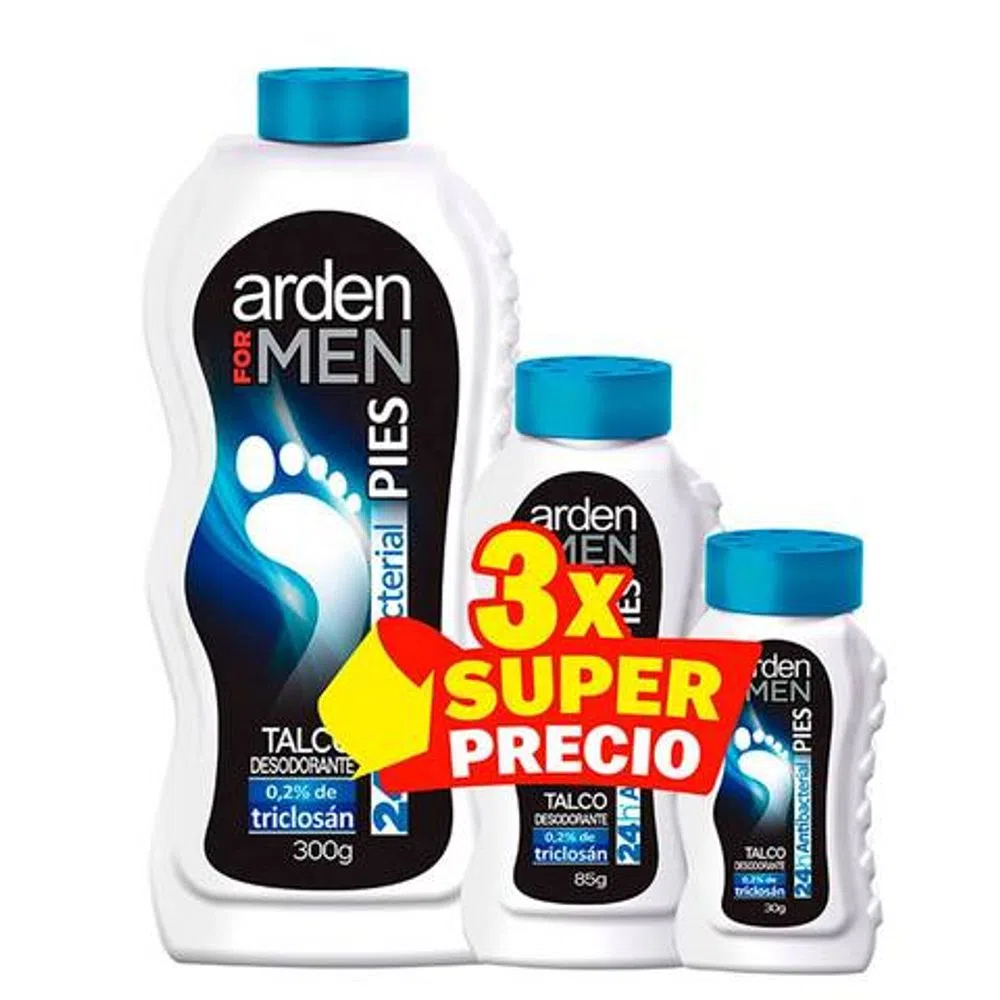 arden
FOR MEN
PIES
TALCO
DESODORANTE
0,2% de
triclosán
300g
arden
MEN
3x
SUPER
PRECIO
TALCO
DESODORANTE
0,2% de
triclosán
24h
85g
MEN
PIES
24h Antibacterial
TALCO
DESODORANTE
0,2% de
triclosán
30g